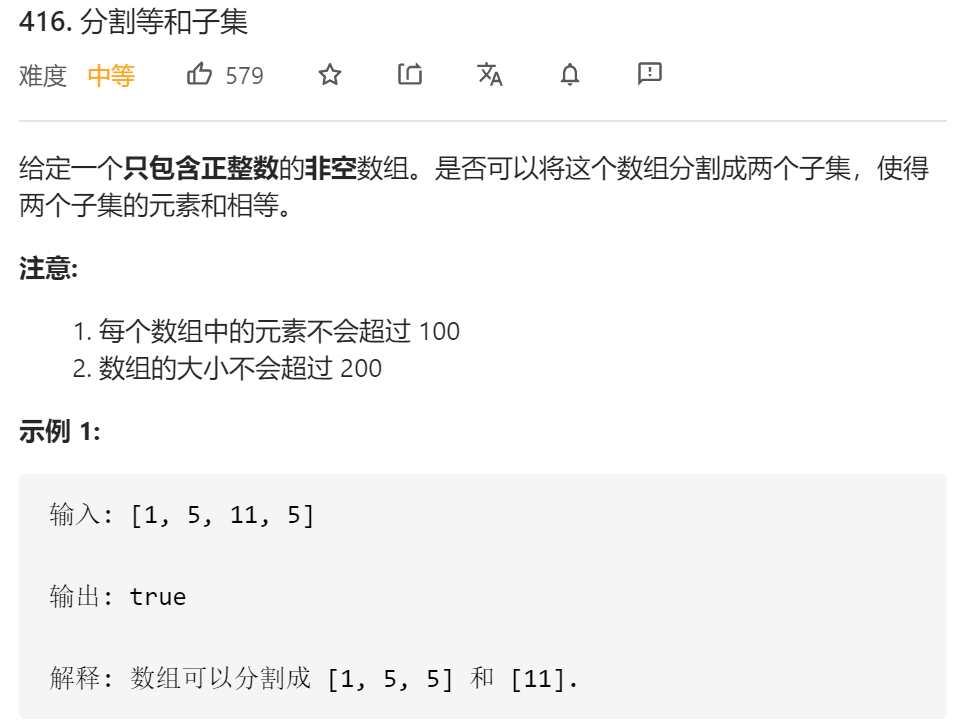 416. 分割等和子集
难度 中等 579
给定一个只包含正整数的非空数组。是否可以将这个数组分割成两个子集，使得
两个子集的元素和相等。
注意:
1. 每个数组中的元素不会超过 100
2. 数组的大小不会超过 200
示例 1:
输入: [1, 5, 11, 5]
输出: true
解释: 数组可以分割成 [1, 5, 5] 和 [11].